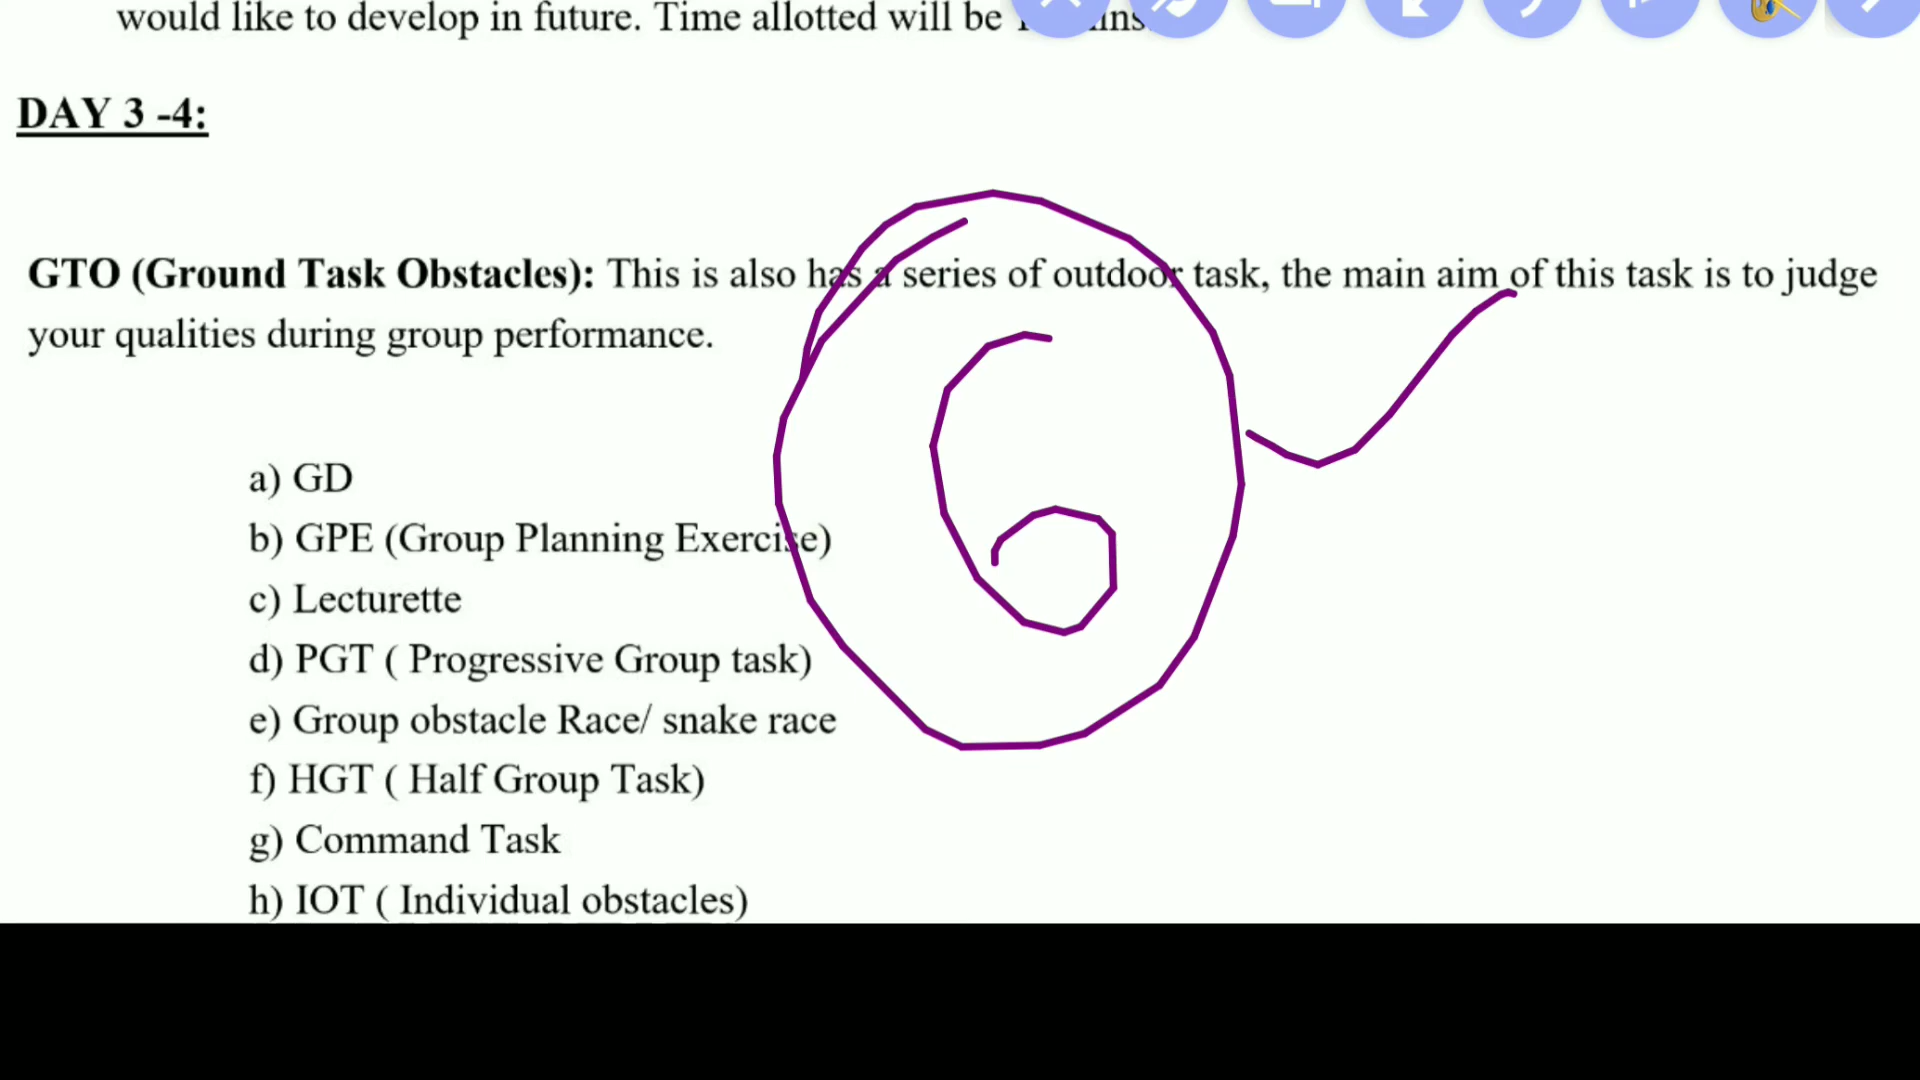 would like to develop in future. Time allotted will be
DAY 3 -4:
GTO (Ground Task Obstacles): This is also has a series of outdoor task, the main aim of this task is to judge
your qualities during group performance.
6
a) GD
b) GPE (Group Planning Exercise)
c) Lecturette
d) PGT ( Progressive Group task)
e) Group obstacle Race/ snake race
f) HGT ( Half Group Task)
g) Command Task
h) IOT ( Individual obstacles)